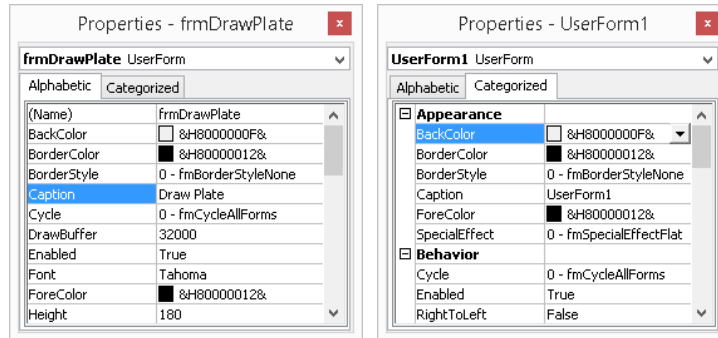 Properties - frmDrawPlate
x
frmDrawPlate UserForm
Alphabetic Categorized
(Name) frmDrawPlate
BackColor &H8000000F&
BorderColor &H80000012&
BorderStyle 0 - fmBorderStyleNone
Caption Draw Plate
Cycle 0 - fmCycleAllForms
DrawBuffer 32000
Enabled True
Font Tahoma
ForeColor &H80000012&
Height 180
Properties - UserForm1
x
UserForm1 UserForm
Alphabetic Categorized
Appearance
BackColor &H8000000F&
BorderColor &H80000012&
BorderStyle 0 - fmBorderStyleNone
Caption UserForm1
ForeColor &H80000012&
SpecialEffect 0 - fmSpecialEffectFlat
Behavior
Cycle 0 - fmCycleAllForms
Enabled True
RightToLeft False